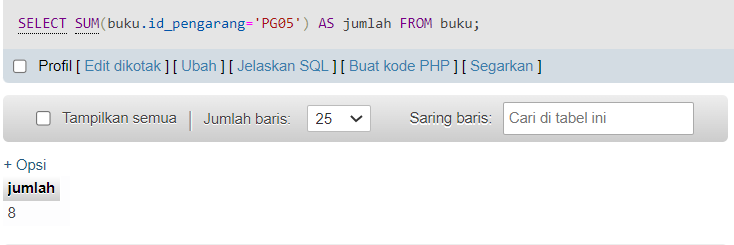 SELECT SUM(buku.id_pengarang='PG05') AS jumlah FROM buku;
Profil [ Edit dikotak ] [ Ubah ] [ Jelaskan SQL ] [ Buat kode PHP ] [ Segarkan ]
Tampilkan semua | Jumlah baris: 25 Saring baris: Cari di tabel ini
+ Opsi
jumlah
8